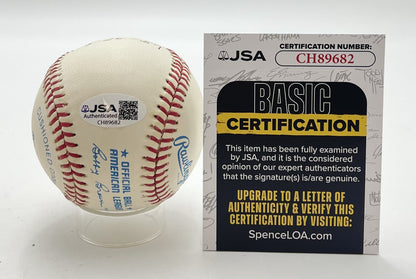 JSA
Authenticated
CH89682
CUSHIONED
Rawlings
OFFICIAL BALL
AMERICAN LEAGUE
JSA
CERTIFICATION NUMBER:
CH89682
BASIC
CERTIFICATION
This item has been fully examined
by JSA, and it is the considered
opinion of our expert authenticators
that the signature(s) is/are genuine.
UPGRADE TO A LETTER OF
AUTHENTICITY & VERIFY THIS
CERTIFICATION BY VISITING:
SpenceLOA.com